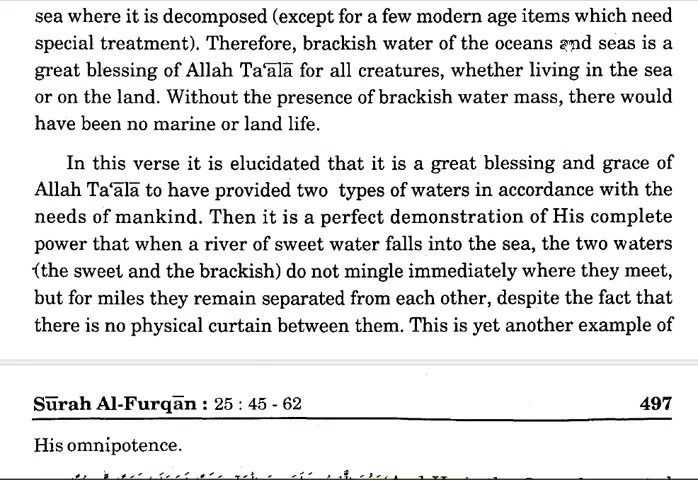 sea where it is decomposed (except for a few modern age items which need
special treatment). Therefore, brackish water of the oceans and seas is a
great blessing of Allah Ta‘ālā for all creatures, whether living in the sea
or on the land. Without the presence of brackish water mass, there would
have been no marine or land life.
In this verse it is elucidated that it is a great blessing and grace of
Allah Ta‘ālā to have provided two types of waters in accordance with the
needs of mankind. Then it is a perfect demonstration of His complete
power that when a river of sweet water falls into the sea, the two waters
(the sweet and the brackish) do not mingle immediately where they meet,
but for miles they remain separated from each other, despite the fact that
there is no physical curtain between them. This is yet another example of
Sūrah Al-Furqān : 25 : 45 - 62 497
His omnipotence.